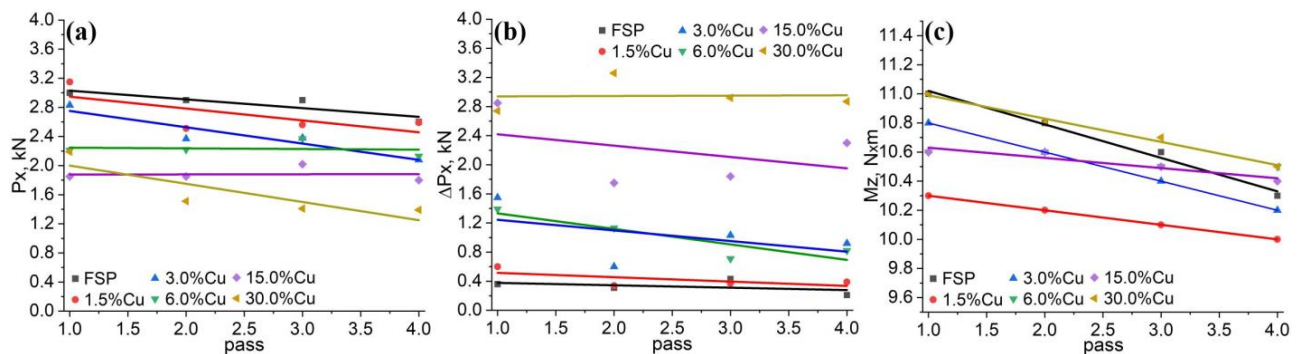 (a)
Px, kN
4.0
3.6
3.2
2.8
2.4
2.0
1.6
1.2
0.8
0.4
0.0
FSP 3.0%Cu 15.0%Cu
1.5%Cu 6.0%Cu 30.0%Cu
1.0 1.5 2.0 2.5 3.0 3.5 4.0
pass
(b)
ΔPx, kN
4.0
3.6
3.2
2.8
2.4
2.0
1.6
1.2
0.8
0.4
0.0
FSP 3.0%Cu 15.0%Cu
1.5%Cu 6.0%Cu 30.0%Cu
1.0 1.5 2.0 2.5 3.0 3.5 4.0
pass
(c)
Mz, N×m
11.4
11.2
11.0
10.8
10.6
10.4
10.2
10.0
9.8
9.6
FSP 3.0%Cu 15.0%Cu
1.5%Cu 6.0%Cu 30.0%Cu
1.0 1.5 2.0 2.5 3.0 3.5 4.0
pass